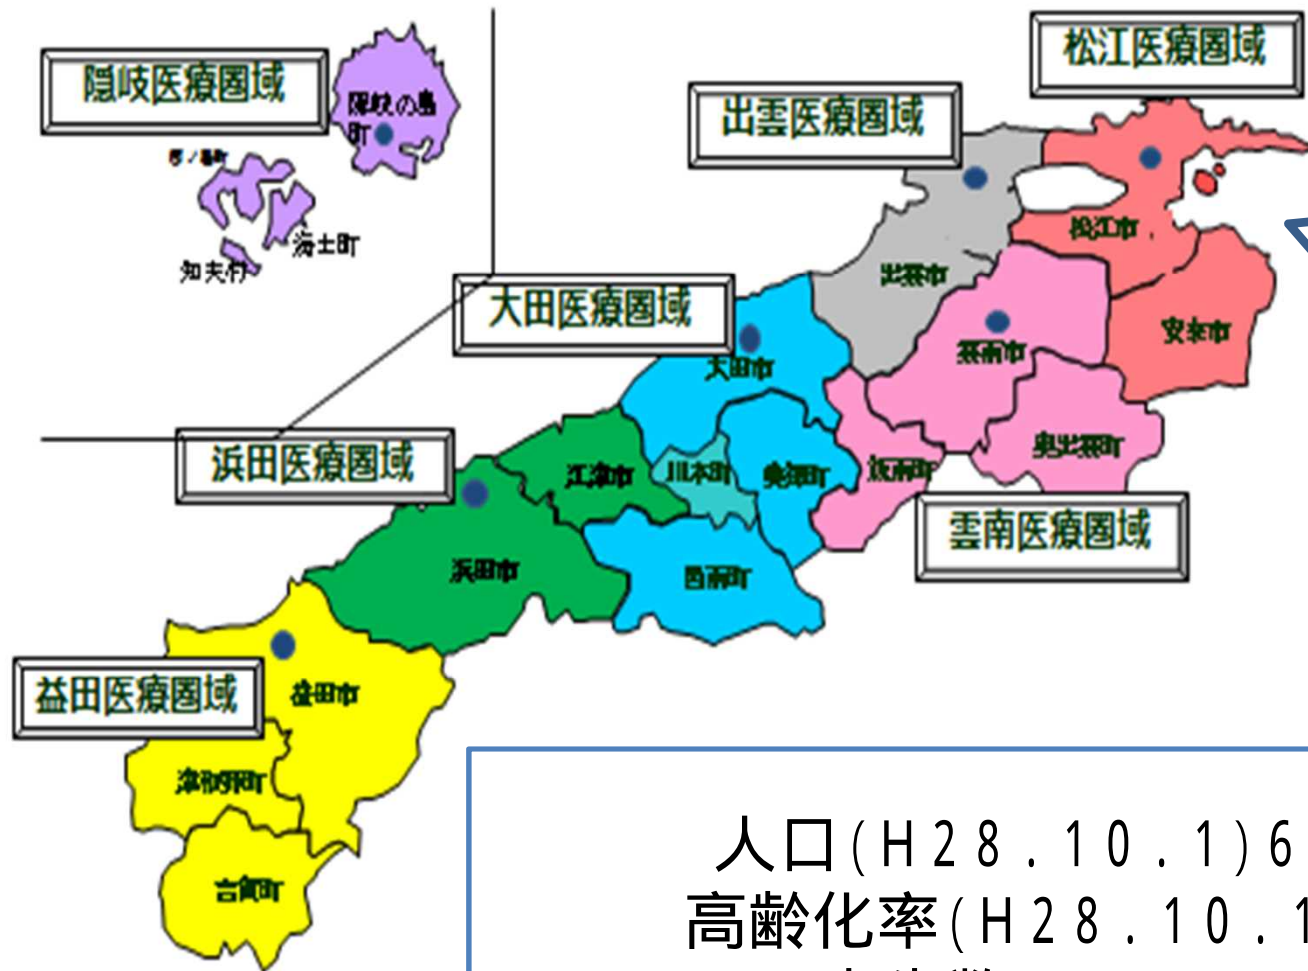 松江医療圏域
隠岐医療圏域
出雲医療圏域
隠岐の島
町
海士町
知夫村
松江市
出雲市
大田医療圏域
安来市
雲南市
大田市
奥出雲町
浜田医療圏域
江津市
川本町
美郷町
飯南町
雲南医療圏域
浜田市
邑南町
益田医療圏域
益田市
津和野町
吉賀町
人口(H28.10.1)6
高齢化率(H28.10.1